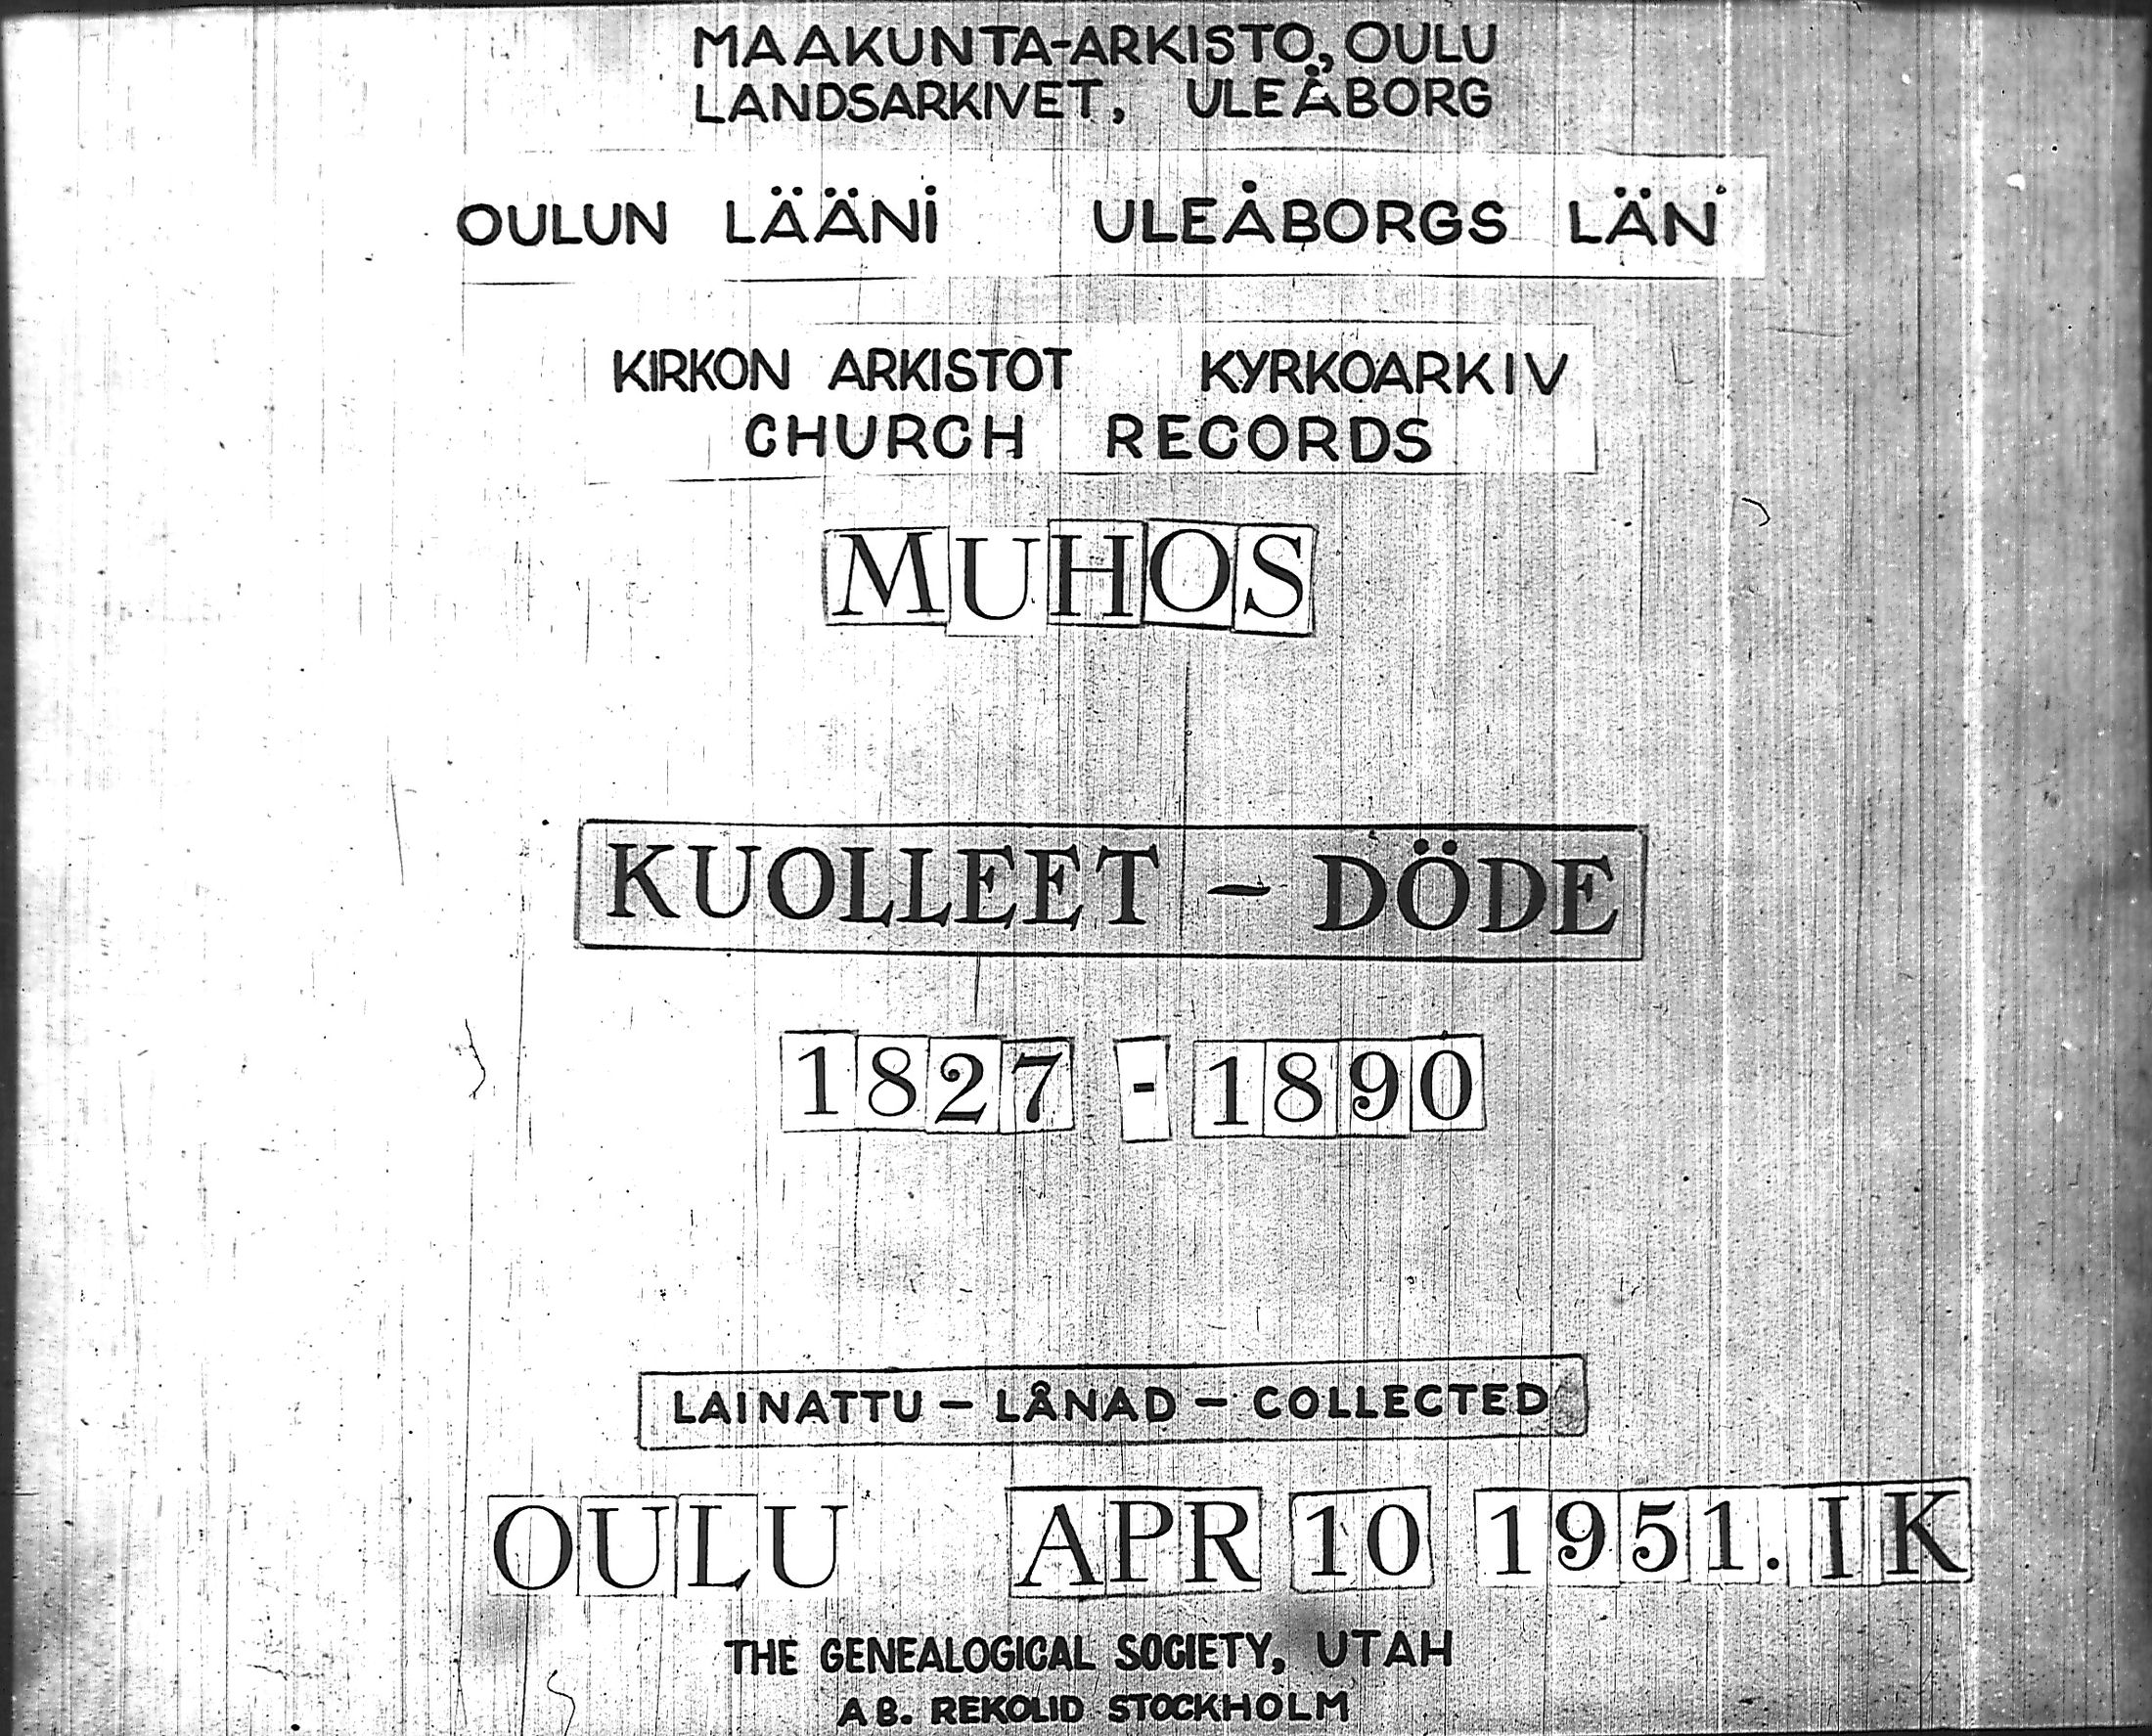 MAAKUNTA-ARKISTO, OULU
LANDSARKIVET, ULEÅBORG
OULUN LÄÄNI ULEÅBORGS LÄN
KIRKON ARKISTOT KYRKOARKIV
CHURCH RECORDS
MUHOS
KUOLLEET - DÖDE
1827 - 1890
LAINATTU - LÅNAD - COLLECTED
OULU APR 10 1951. IK
THE GENEALOGICAL SOCIETY, UTAH
AB. REKOLID STOCKHOLM